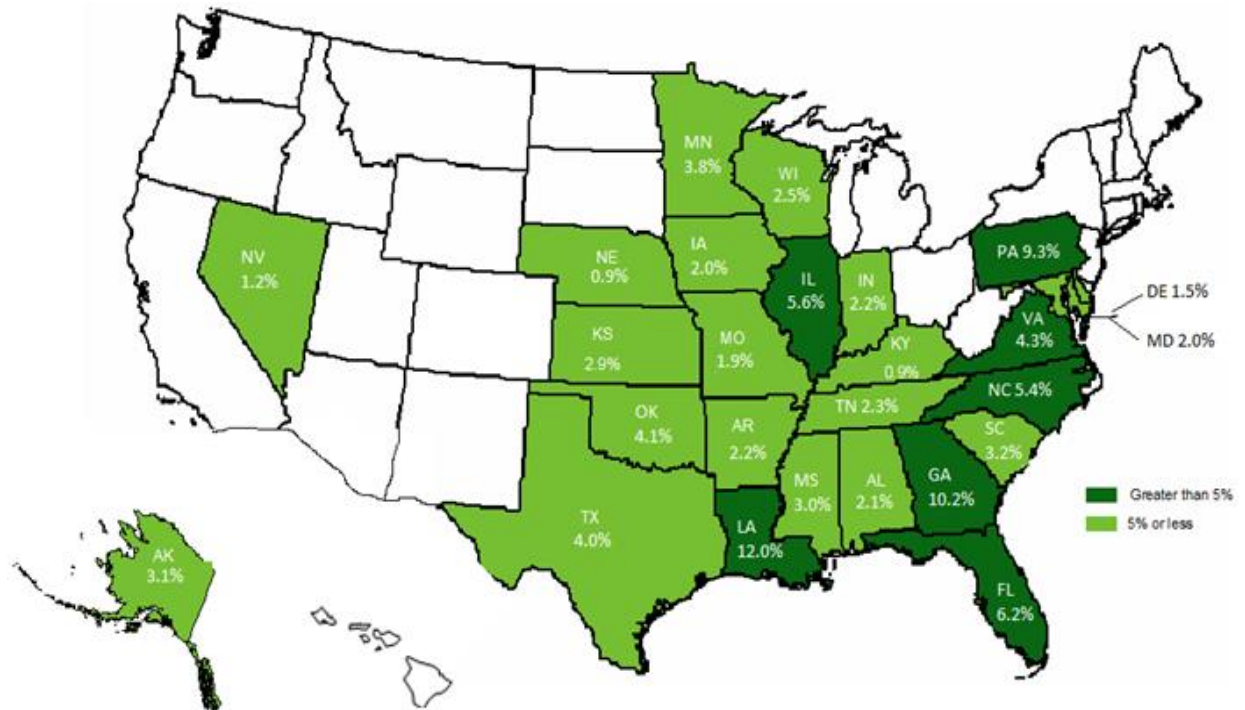 MN
3.8%
WI
2.5%
NV
1.2%
NE
0.9%
IA
2.0%
IL
5.6%
IN
2.2%
PA 9.3%
DE 1.5%
MD 2.0%
KS
2.9%
MO
1.9%
KY
0.9%
VA
4.3%
NC 5.4%
TN 2.3%
OK
4.1%
AR
2.2%
SC
3.2%
MS
3.0%
AL
2.1%
GA
10.2%
TX
4.0%
LA
12.0%
FL
6.2%
AK
3.1%
Greater than 5%
5% or less